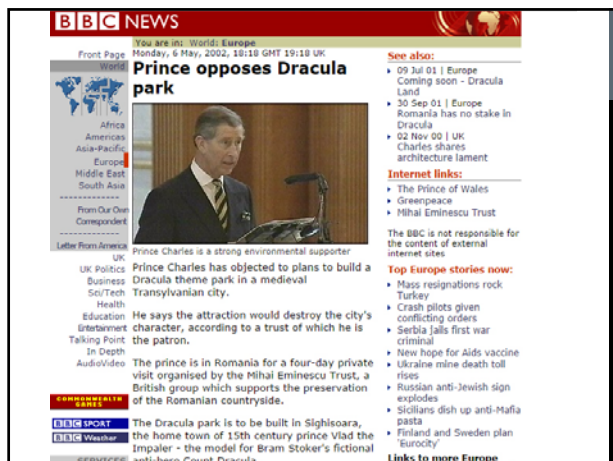 BBC NEWS
You are in: World: Europe
Front Page
World
Africa
Americas
Asia-Pacific
Europe
Middle East
South Asia
-------------
From Our Own
Correspondent
-------------
Letter From America
UK
UK Politics
Business
Sci/Tech
Health
Education
Entertainment
Talking Point
In Depth
AudioVideo
COMMONWEALTH
GAMES
BBC SPORT
BBC Weather
SERVICES
Monday, 6 May, 2002, 18:18 GMT 19:18 UK
Prince opposes Dracula
park
Prince Charles is a strong environmental supporter
Prince Charles has objected to plans to build a
Dracula theme park in a medieval
Transylvanian city.
He says the attraction would destroy the city's
character, according to a trust of which he is
the patron.
The prince is in Romania for a four-day private
visit organised by the Mihai Eminescu Trust, a
British group which supports the preservation
of the Romanian countryside.
The Dracula park is to be built in Sighisoara,
the home town of 15th century prince Vlad the
Impaler - the model for Bram Stoker's fictional
anti-hero Count Dracula.
See also:
09 Jul 01 | Europe
Coming soon - Dracula
Land
30 Sep 01 | Europe
Romania has no stake in
Dracula
02 Nov 00 | UK
Charles shares
architecture lament
Internet links:
The Prince of Wales
Greenpeace
Mihai Eminescu Trust
The BBC is not responsible for
the content of external
internet sites
Top Europe stories now:
Mass resignations rock
Turkey
Crash pilots given
conflicting orders
Serbia jails first war
criminal
New hope for Aids vaccine
Ukraine mine death toll
rises
Russian anti-Jewish sign
explodes
Sicilians dish up anti-Mafia
pasta
Finland and Sweden plan
'Eurocity'
Links to more Europe